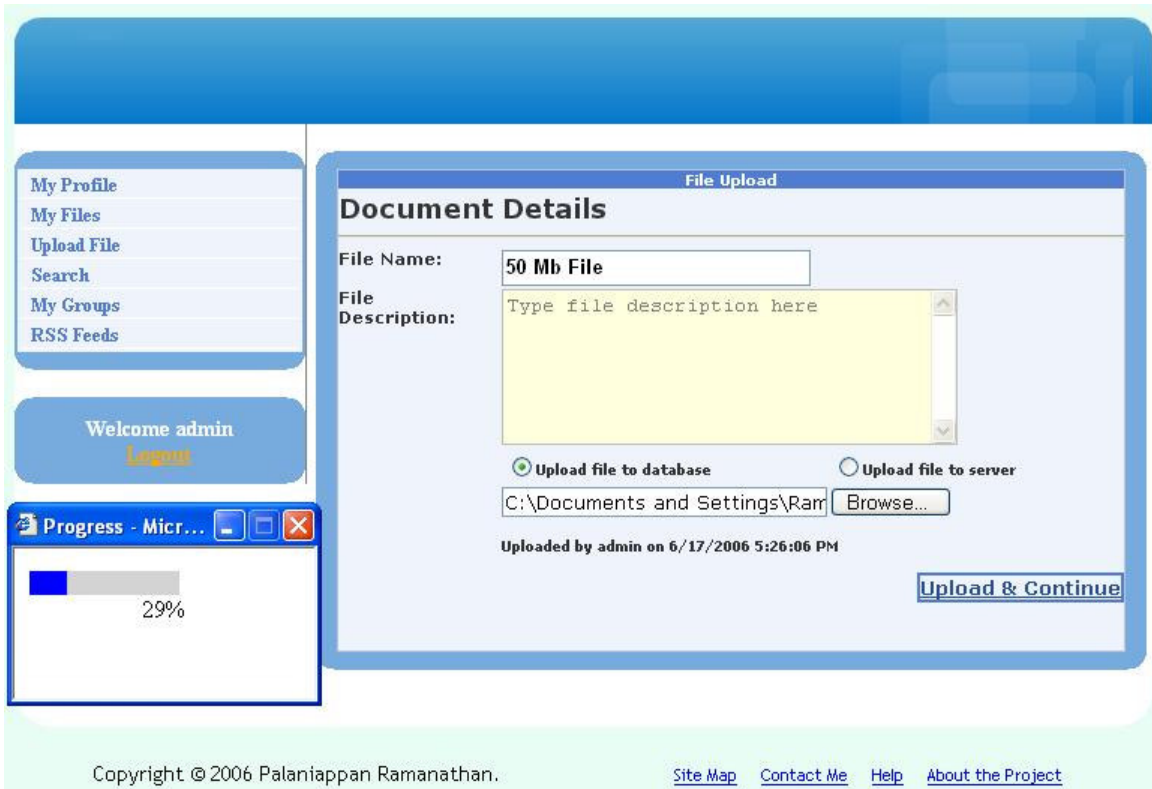 My Profile
My Files
Upload File
Search
My Groups
RSS Feeds
Welcome admin
Logout
Progress - Micr...
29%
File Upload
Document Details
File Name:
50 Mb File
File
Description:
Type file description here
Upload file to database
Upload file to server
C:\Documents and Settings\Ram
Browse...
Uploaded by admin on 6/17/2006 5:26:06 PM
Upload & Continue
Copyright © 2006 Palaniappan Ramanathan.
Site Map
Contact Me
Help
About the Project